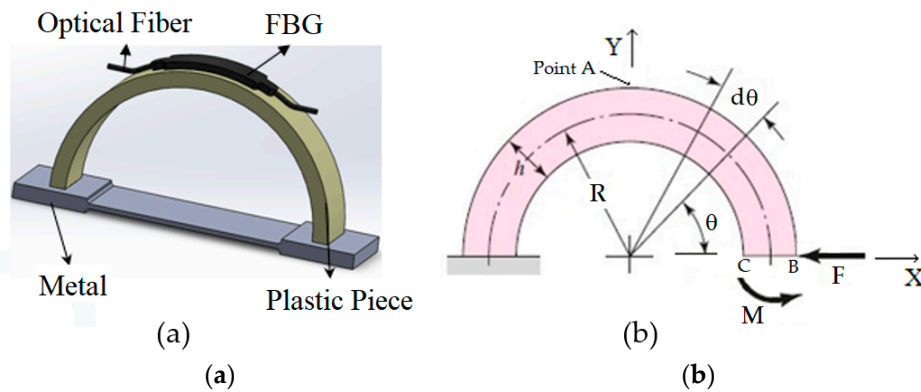 Optical Fiber
FBG
Metal
Plastic Piece
(a)
(a)
Y
Point A
dθ
h
R
θ
C
B
F
X
M
(b)
(b)